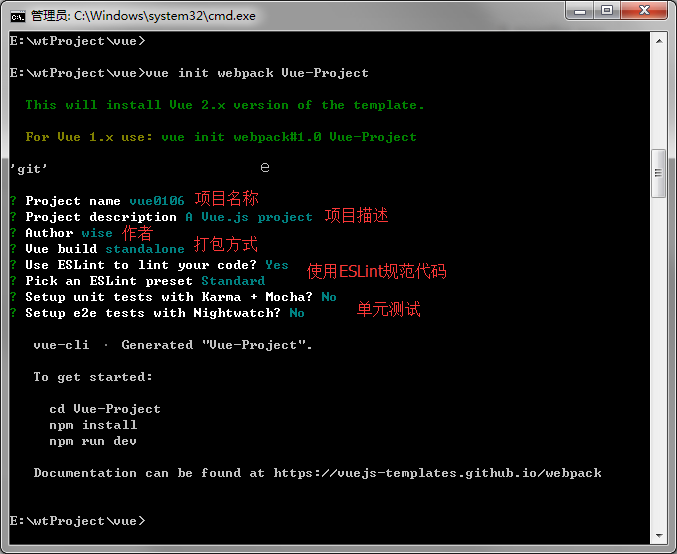 管理员: C:\Windows\system32\cmd.exe
E:\wtProject\vue>
E:\wtProject\vue>vue init webpack Vue-Project
This will install Vue 2.x version of the template.
For Vue 1.x use: vue init webpack#1.0 Vue-Project
e
'git'
? Project name vue0106 项目名称
? Project description A Vue.js project 项目描述
? Author wise 作者
? Vue build standalone 打包方式
? Use ESLint to lint your code? Yes 使用ESLint规范代码
? Pick an ESLint preset Standard
? Setup unit tests with Karma + Mocha? No
? Setup e2e tests with Nightwatch? No 单元测试
vue-cli · Generated "Vue-Project".
To get started:
cd Vue-Project
npm install
npm run dev
Documentation can be found at https://vuejs-templates.github.io/webpack
E:\wtProject\vue>